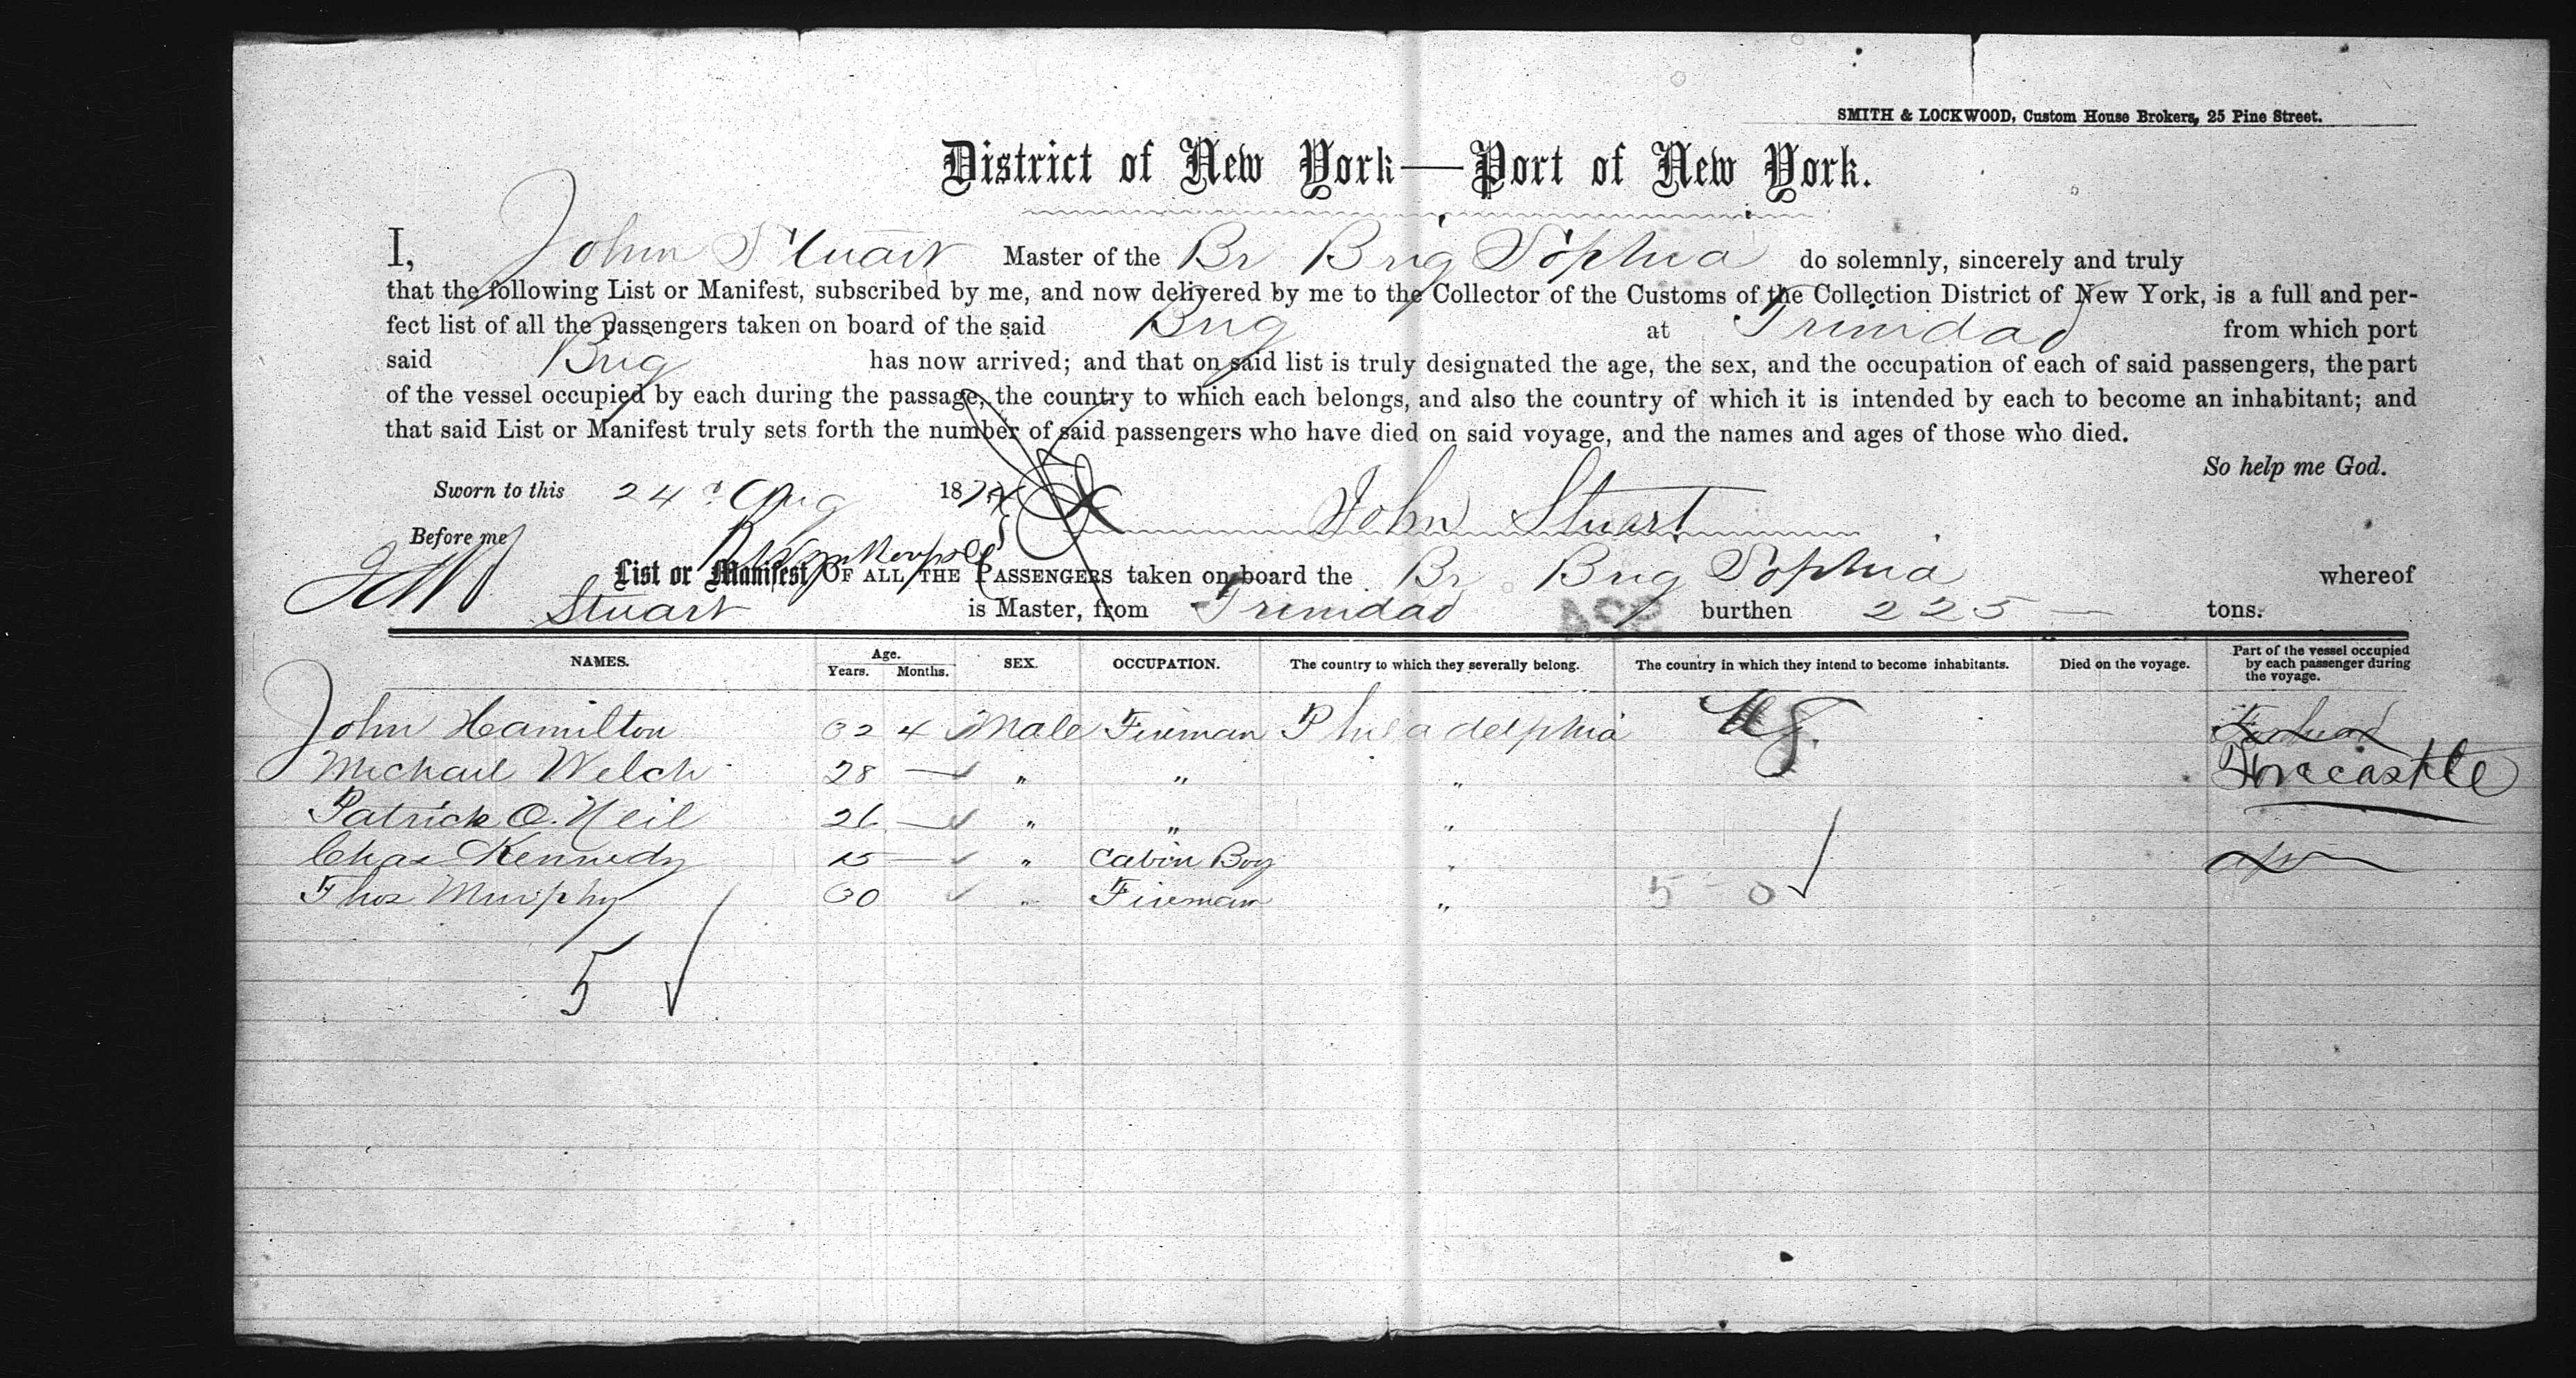 SMITH & LOCKWOOD, Custom House Brokers, 25 Pine Street.
District of New York—Port of New York.
I, John Stuart Master of the Br Brig Sophia do solemnly, sincerely and truly
that the following List or Manifest, subscribed by me, and now delivered by me to the Collector of the Customs of the Collection District of New York, is a full and per-
fect list of all the passengers taken on board of the said Brig at Trinidad from which port
said Brig has now arrived; and that on said list is truly designated the age, the sex, and the occupation of each of said passengers, the part
of the vessel occupied by each during the passage, the country to which each belongs, and also the country of which it is intended by each to become an inhabitant; and
that said List or Manifest truly sets forth the number of said passengers who have died on said voyage, and the names and ages of those who died.
So help me God.
Sworn to this 24 Aug 187
John Stuart
Before me
List or Manifest OF ALL THE PASSENGERS taken on board the Br Brig Sophia whereof
Stuart is Master, from Trinidad burthen 225 — tons.
NAMES. Age. Years. Months. SEX. OCCUPATION. The country to which they severally belong. The country in which they intend to become inhabitants. Died on the voyage. Part of the vessel occupied by each passenger during the voyage.
John Hamilton 32 4 Male Fireman Philadelphia
Michael Welch 28 — " " " Forecastle
Patrick O. Neil 26 — " " "
Chas Kennedy 15 — " Cabin Boy "
Thos Murphy 30 " Fireman " 5 - 0
5